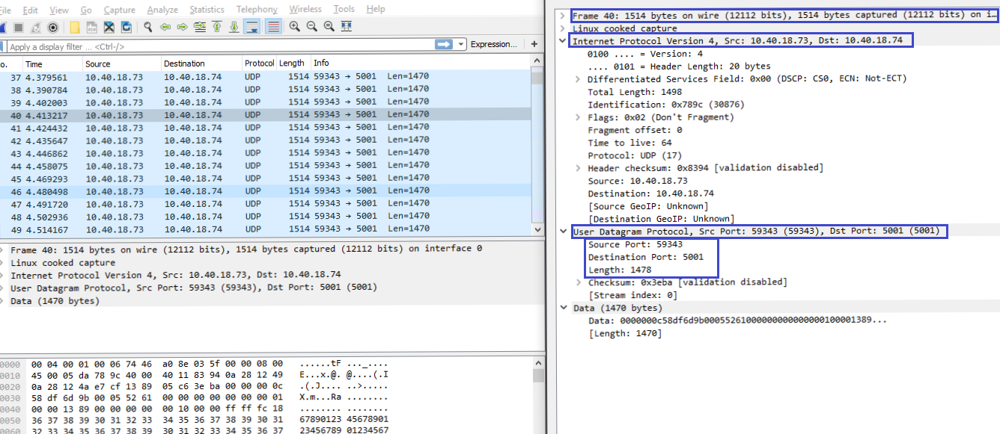 File Edit View Go Capture Analyze Statistics Telephony Wireless Tools Help
Apply a display filter ... <Ctrl-/> Expression... +
o. Time Source Destination Protocol Length Info
37 4.379561 10.40.18.73 10.40.18.74 UDP 1514 59343 → 5001 Len=1470
38 4.390784 10.40.18.73 10.40.18.74 UDP 1514 59343 → 5001 Len=1470
39 4.402003 10.40.18.73 10.40.18.74 UDP 1514 59343 → 5001 Len=1470
40 4.413217 10.40.18.73 10.40.18.74 UDP 1514 59343 → 5001 Len=1470
41 4.424432 10.40.18.73 10.40.18.74 UDP 1514 59343 → 5001 Len=1470
42 4.435647 10.40.18.73 10.40.18.74 UDP 1514 59343 → 5001 Len=1470
43 4.446862 10.40.18.73 10.40.18.74 UDP 1514 59343 → 5001 Len=1470
44 4.458075 10.40.18.73 10.40.18.74 UDP 1514 59343 → 5001 Len=1470
45 4.469293 10.40.18.73 10.40.18.74 UDP 1514 59343 → 5001 Len=1470
46 4.480498 10.40.18.73 10.40.18.74 UDP 1514 59343 → 5001 Len=1470
47 4.491720 10.40.18.73 10.40.18.74 UDP 1514 59343 → 5001 Len=1470
48 4.502936 10.40.18.73 10.40.18.74 UDP 1514 59343 → 5001 Len=1470
49 4.514167 10.40.18.73 10.40.18.74 UDP 1514 59343 → 5001 Len=1470
Frame 40: 1514 bytes on wire (12112 bits), 1514 bytes captured (12112 bits) on interface 0
Linux cooked capture
Internet Protocol Version 4, Src: 10.40.18.73, Dst: 10.40.18.74
User Datagram Protocol, Src Port: 59343 (59343), Dst Port: 5001 (5001)
Data (1470 bytes)
0000 00 04 00 01 00 06 74 46 a0 8e 03 5f 00 00 08 00 ......tF ..._....
0010 45 00 05 da 78 9c 40 00 40 11 83 94 0a 28 12 49 E...x.@. @....(.I
0020 0a 28 12 4a e7 cf 13 89 05 c6 3e ba 00 00 00 0c .(.J.... ..>.....
0030 58 df 6d 9b 00 05 52 61 00 00 00 00 00 00 00 01 X.m...Ra ........
0040 00 00 13 89 00 00 00 00 00 10 00 00 ff ff fc 18 ........ ........
0050 36 37 38 39 30 31 32 33 34 35 36 37 38 39 30 31 67890123 45678901
0060 32 33 34 35 36 37 38 39 30 31 32 33 34 35 36 37 23456789 01234567
Frame 40: 1514 bytes on wire (12112 bits), 1514 bytes captured (12112 bits) on i…
Linux cooked capture
Internet Protocol Version 4, Src: 10.40.18.73, Dst: 10.40.18.74
0100 .... = Version: 4
.... 0101 = Header Length: 20 bytes
Differentiated Services Field: 0x00 (DSCP: CS0, ECN: Not-ECT)
Total Length: 1498
Identification: 0x789c (30876)
Flags: 0x02 (Don't Fragment)
Fragment offset: 0
Time to live: 64
Protocol: UDP (17)
Header checksum: 0x8394 [validation disabled]
Source: 10.40.18.73
Destination: 10.40.18.74
[Source GeoIP: Unknown]
[Destination GeoIP: Unknown]
User Datagram Protocol, Src Port: 59343 (59343), Dst Port: 5001 (5001)
Source Port: 59343
Destination Port: 5001
Length: 1478
Checksum: 0x3eba [validation disabled]
[Stream index: 0]
Data (1470 bytes)
Data: 0000000c58df6d9b000552610000000000000000100001389...
[Length: 1470]